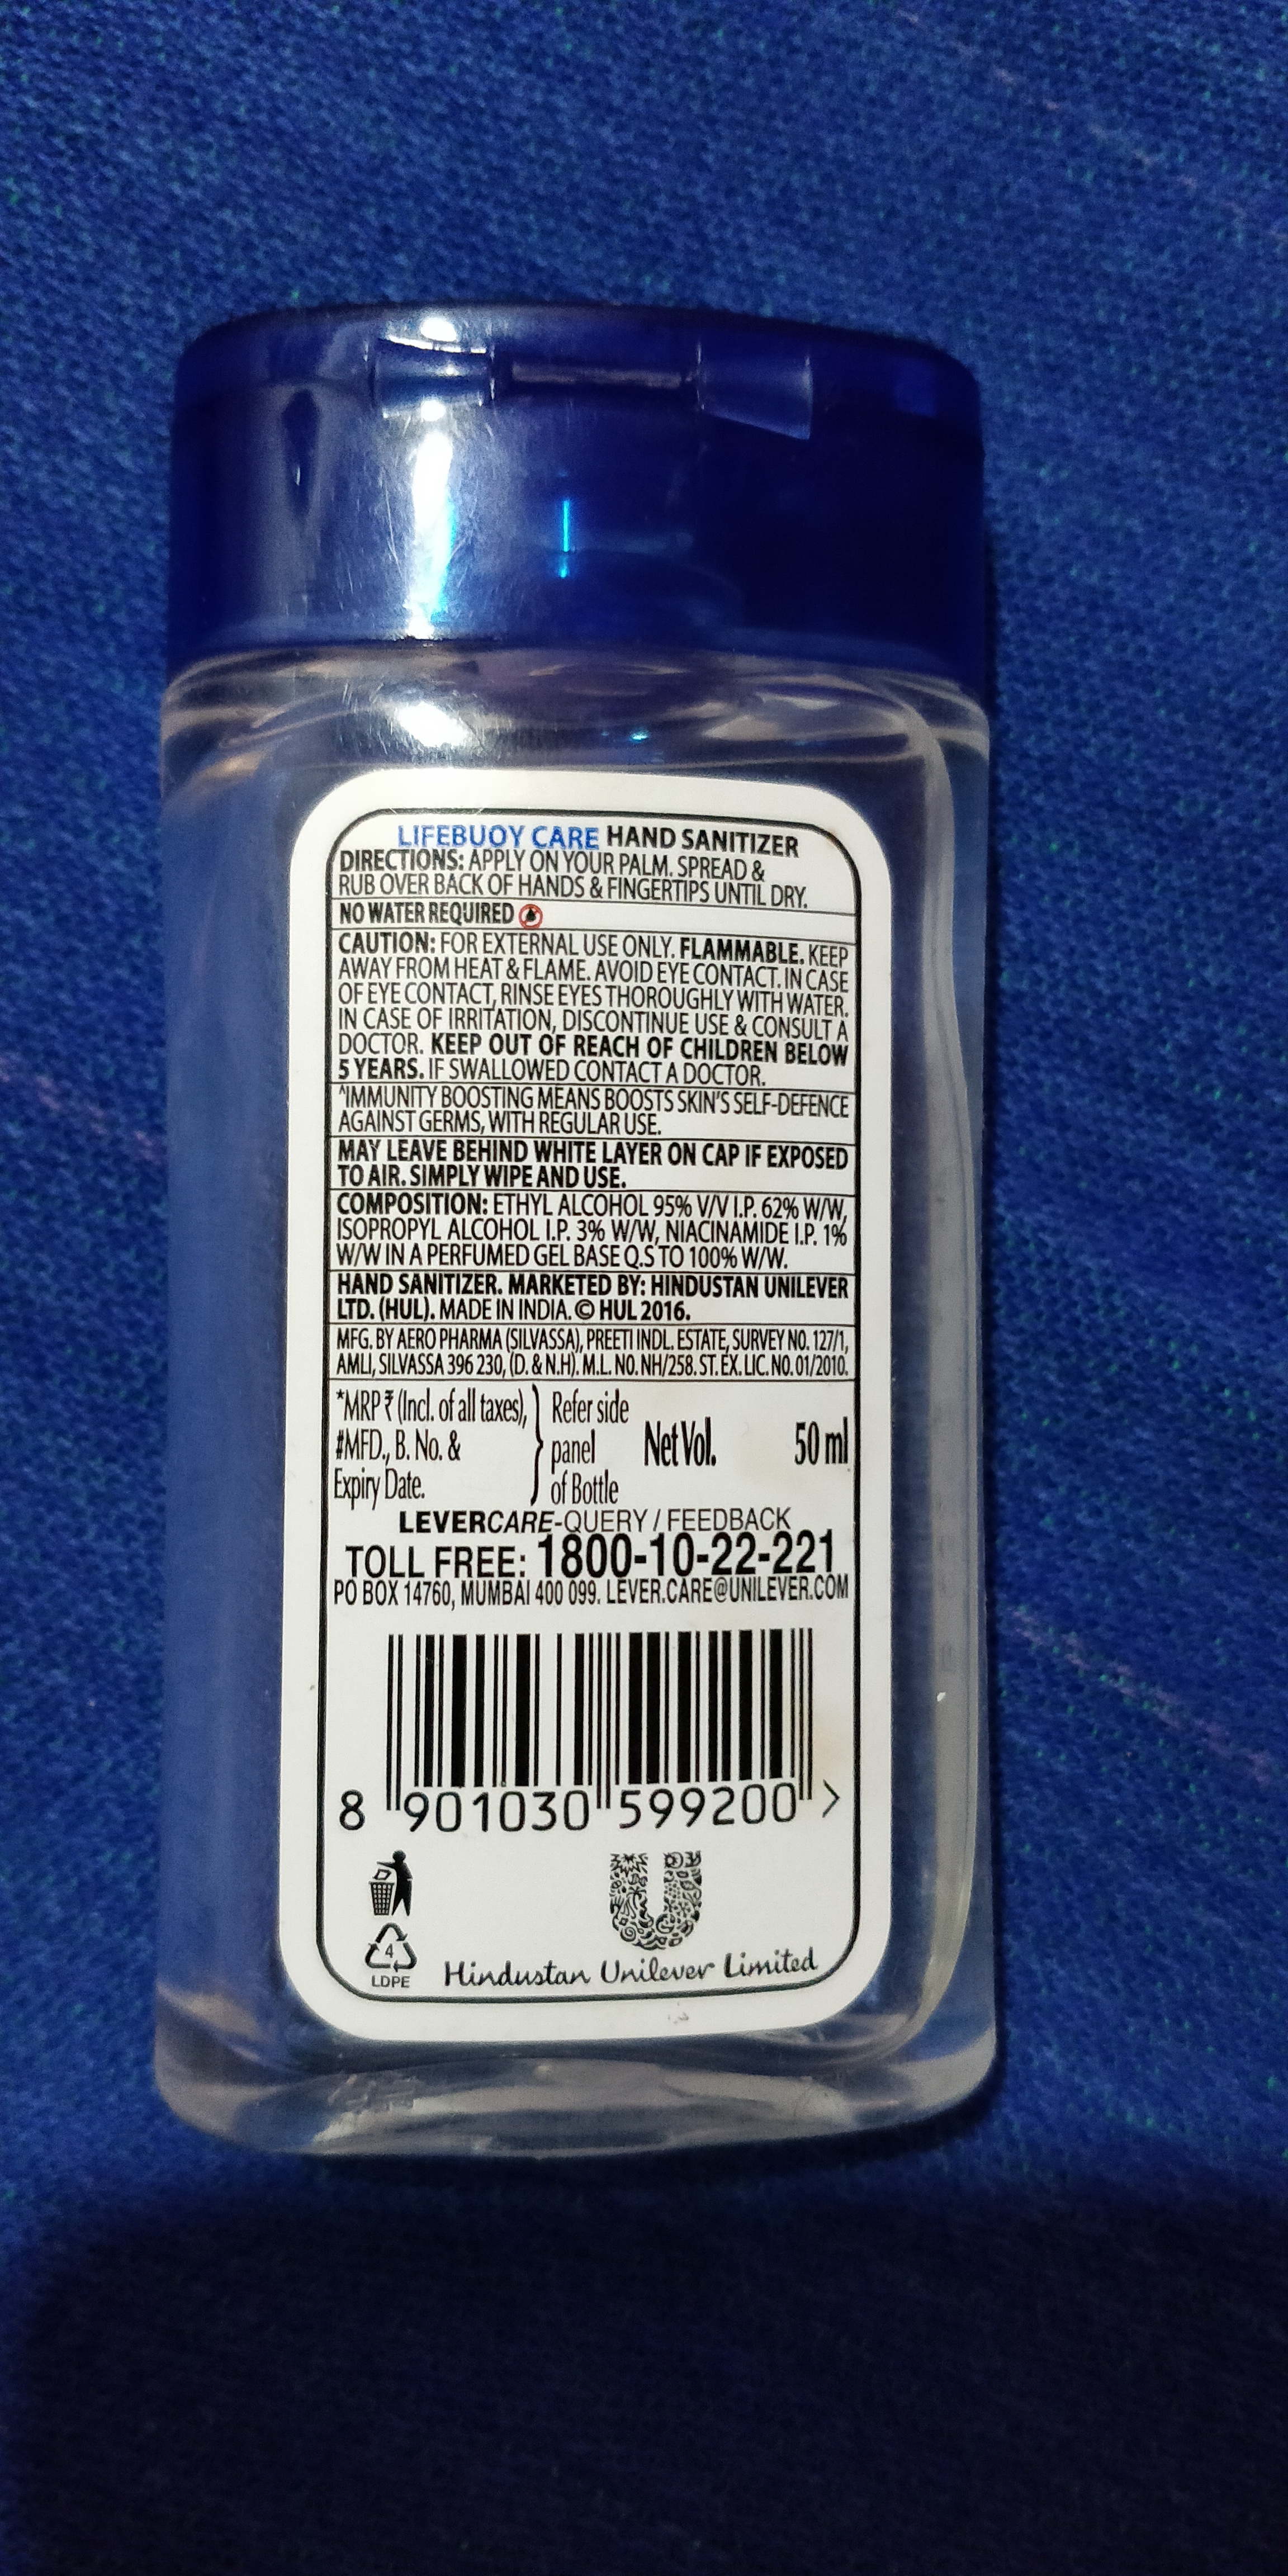 LIFEBUOY CARE HAND SANITIZER
DIRECTIONS: APPLY ON YOUR PALM. SPREAD &
RUB OVER BACK OF HANDS & FINGERTIPS UNTIL DRY.
NO WATER REQUIRED
CAUTION: FOR EXTERNAL USE ONLY. FLAMMABLE. KEEP
AWAY FROM HEAT & FLAME. AVOID EYE CONTACT. IN CASE
OF EYE CONTACT, RINSE EYES THOROUGHLY WITH WATER.
IN CASE OF IRRITATION, DISCONTINUE USE & CONSULT A
DOCTOR. KEEP OUT OF REACH OF CHILDREN BELOW
5 YEARS. IF SWALLOWED CONTACT A DOCTOR.
^IMMUNITY BOOSTING MEANS BOOSTS SKIN'S SELF-DEFENCE
AGAINST GERMS, WITH REGULAR USE.
MAY LEAVE BEHIND WHITE LAYER ON CAP IF EXPOSED
TO AIR. SIMPLY WIPE AND USE.
COMPOSITION: ETHYL ALCOHOL 95% V/V I.P. 62% W/W,
ISOPROPYL ALCOHOL I.P. 3% W/W, NIACINAMIDE I.P. 1%
W/W IN A PERFUMED GEL BASE Q.S TO 100% W/W.
HAND SANITIZER. MARKETED BY: HINDUSTAN UNILEVER
LTD. (HUL). MADE IN INDIA. © HUL 2016.
MFG. BY AERO PHARMA (SILVASSA), PREETI INDL. ESTATE, SURVEY NO. 127/1,
AMLI, SILVASSA 396 230, (D. & N.H). M.L. NO. NH/258. ST. EX. LIC. NO. 01/2010.
*MRP ₹ (Incl. of all taxes),
#MFD., B. No. &
Expiry Date.
Refer side
panel
of Bottle
Net Vol. 50 ml
LEVERCARE-QUERY / FEEDBACK
TOLL FREE: 1800-10-22-221
PO BOX 14760, MUMBAI 400 099. LEVER.CARE@UNILEVER.COM
8 901030 599200 >
4
LDPE
Hindustan Unilever Limited